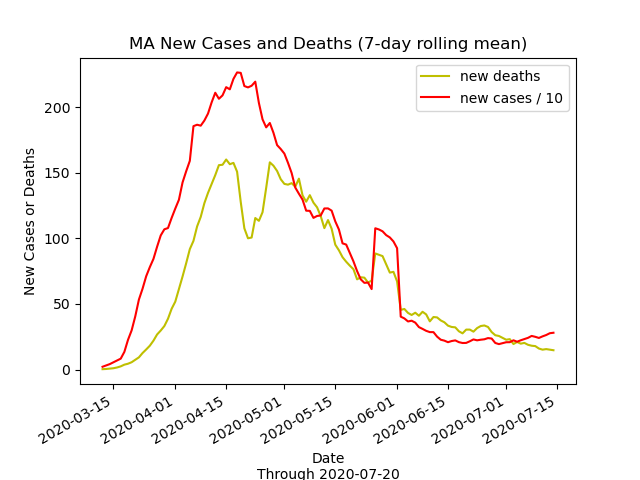 MA New Cases and Deaths (7-day rolling mean)
new deaths
new cases / 10
New Cases or Deaths
200
150
100
50
0
2020-03-15
2020-04-01
2020-04-15
2020-05-01
2020-05-15
2020-06-01
2020-06-15
2020-07-01
2020-07-15
Date
Through 2020-07-20